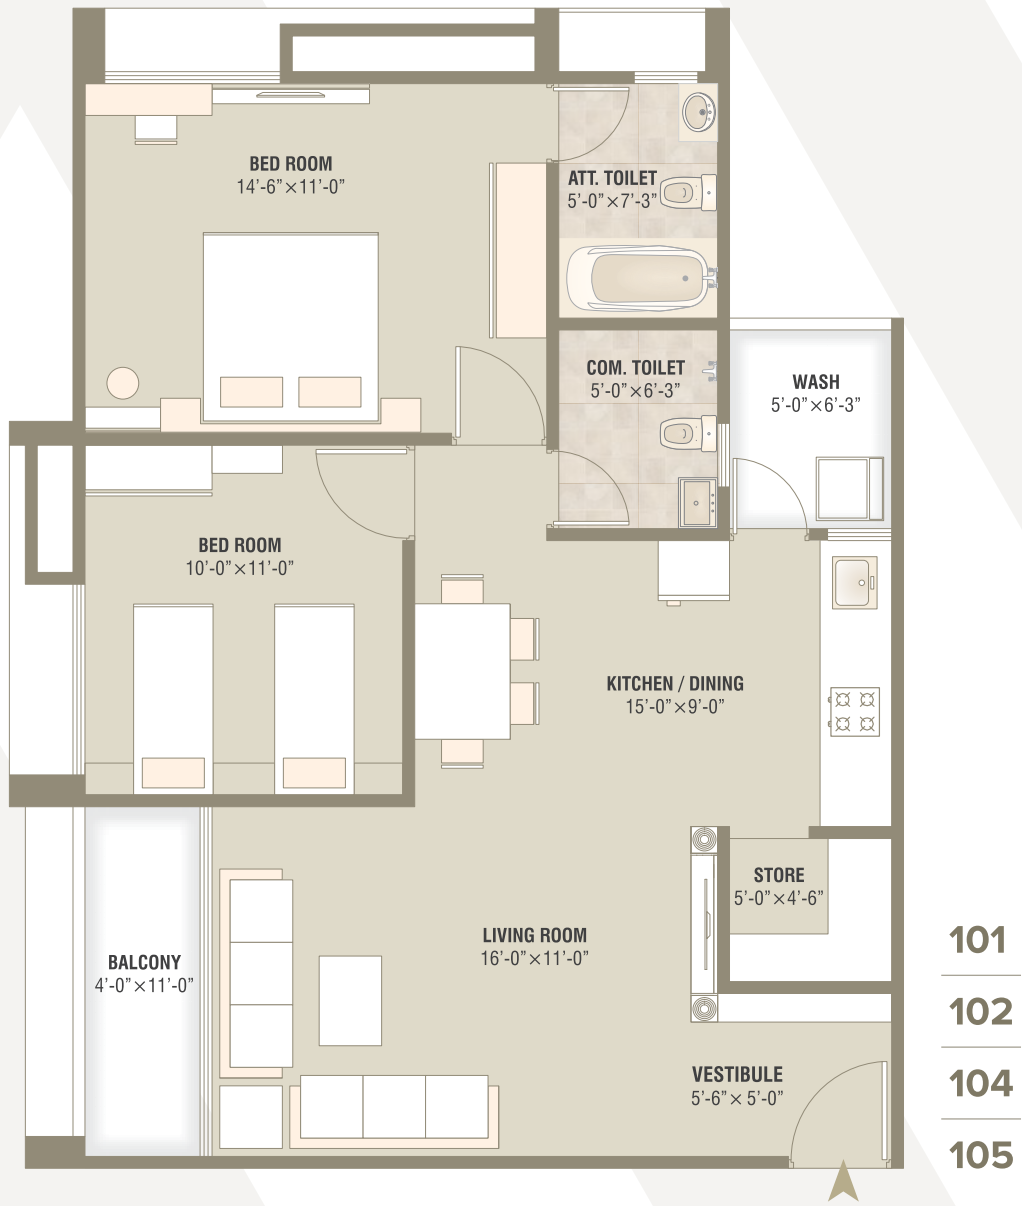 BED ROOM
14'-6”×11'-0”
ATT. TOILET
5'-0”×7'-3”
COM. TOILET
5'-0”×6'-3”
WASH
5'-0”×6'-3”
BED ROOM
10'-0”×11'-0”
KITCHEN / DINING
15'-0”×9'-0”
STORE
5'-0”×4'-6”
LIVING ROOM
16'-0”×11'-0”
BALCONY
4'-0”×11'-0”
VESTIBULE
5'-6”× 5'-0”
101
102
104
105